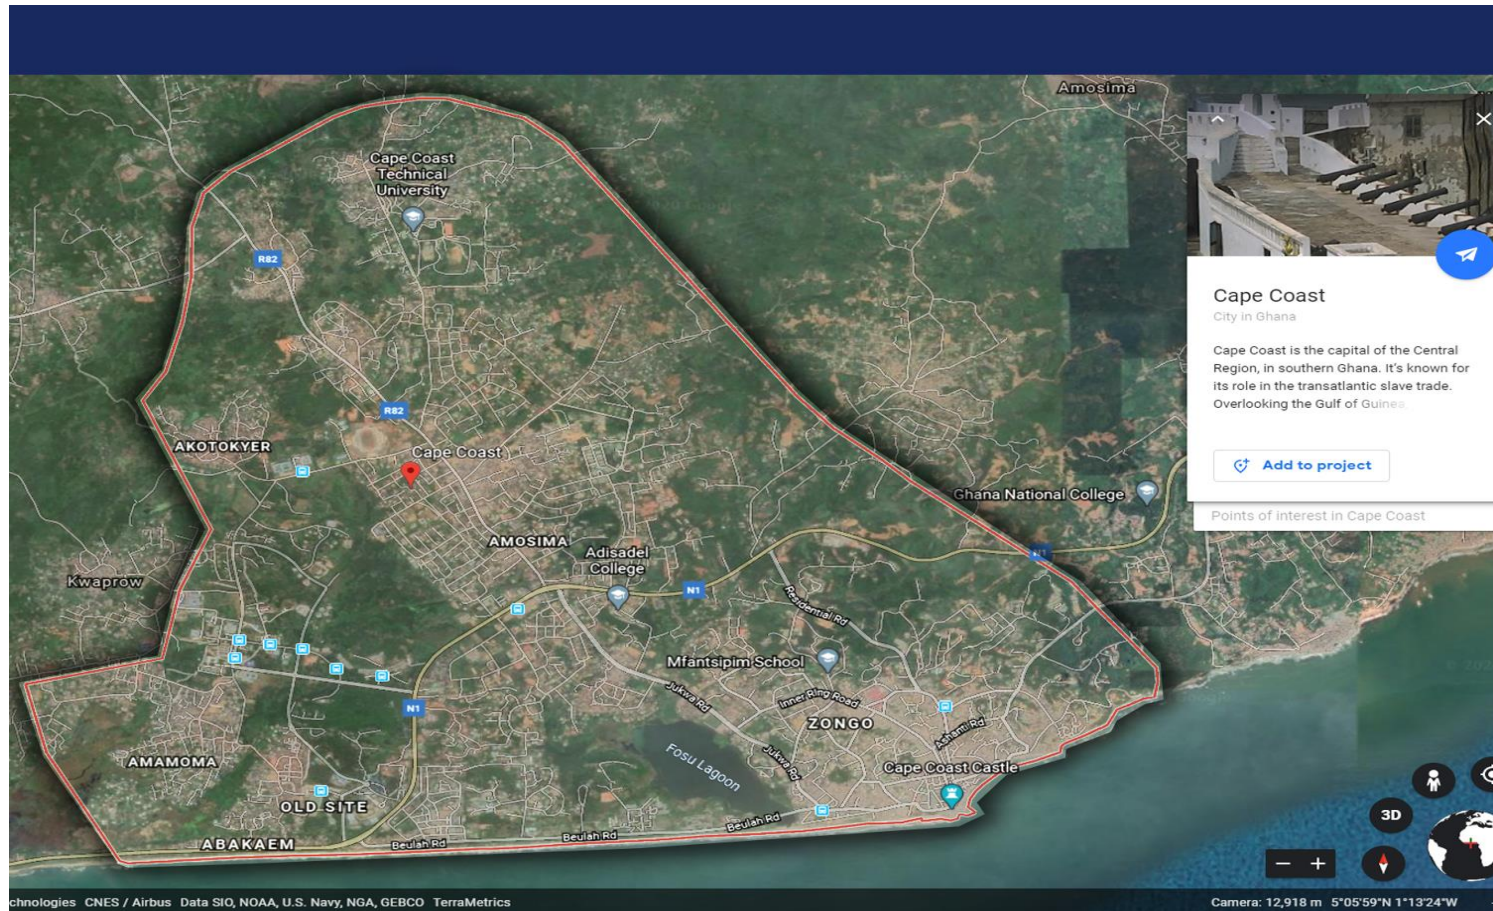 Amosima
Cape Coast
Technical
University
R82
Cape Coast
City in Ghana
Cape Coast is the capital of the Central
Region, in southern Ghana. It's known for
its role in the transatlantic slave trade.
Overlooking the Gulf of Guinea
R82
AKOTOKYER
Cape Coast
Add to project
Ghana National College
Points of interest in Cape Coast
AMOSIMA
Adisadel
College
N1
Kwaprow
N1
Residential Rd
Mfantsipim School
Jukwa Rd
Inner Ring Road
N1
ZONGO
Ashanti Rd
Fosu Lagoon
Jukwa Rd
AMAMOMA
Cape Coast Castle
OLD SITE
3D
Beulah Rd
Beulah Rd
ABAKAEM
Beulah Rd
chnologies CNES / Airbus Data SIO, NOAA, U.S. Navy, NGA, GEBCO TerraMetrics
Camera: 12,918 m 5°05'59"N 1°13'24"W